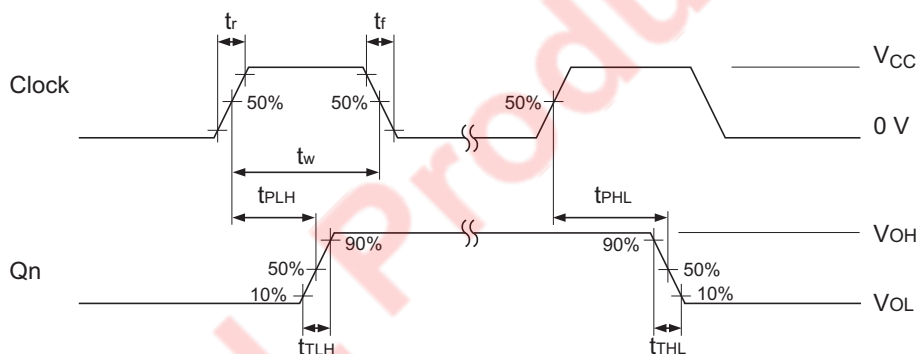 tr
tf
VCC
Clock
50%
50%
50%
0 V
tw
tPLH
tPHL
VOH
90%
90%
Qn
50%
50%
10%
10%
VOL
tTLH
tTHL